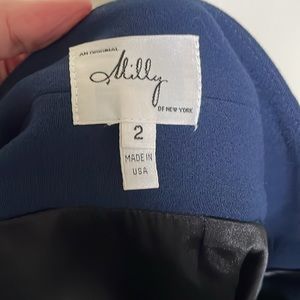 AN ORIGINAL
Milly
OF NEW YORK
2
MADE IN
USA